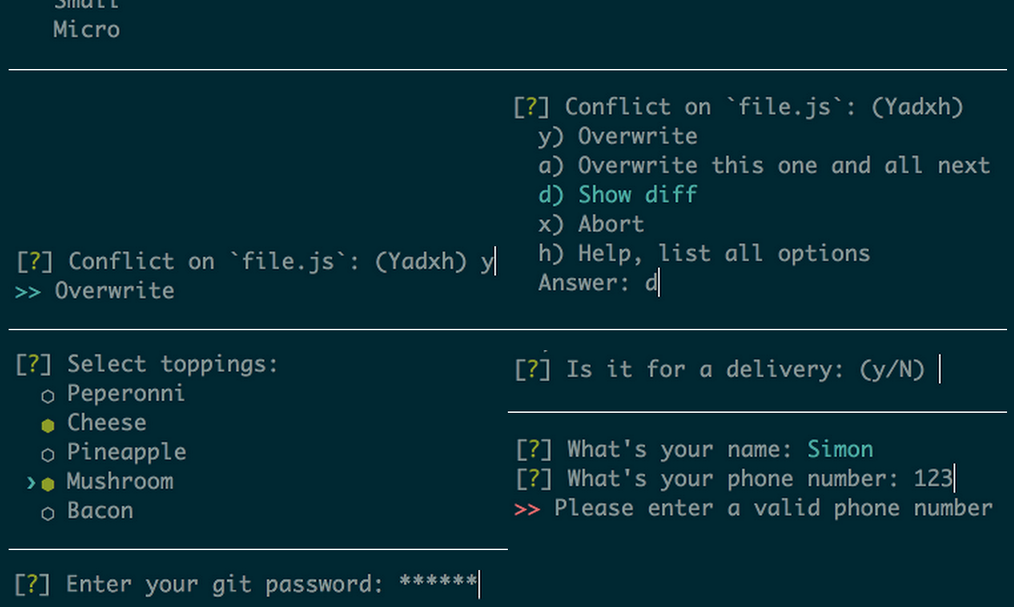 Small
Micro
[?] Conflict on `file.js`: (Yadxh) y
>> Overwrite
[?] Conflict on `file.js`: (Yadxh)
y) Overwrite
a) Overwrite this one and all next
d) Show diff
x) Abort
h) Help, list all options
Answer: d
[?] Select toppings:
Peperonni
Cheese
Pineapple
❯ Mushroom
Bacon
[?] Enter your git password: ******
[?] Is it for a delivery: (y/N)
[?] What's your name: Simon
[?] What's your phone number: 123
>> Please enter a valid phone number